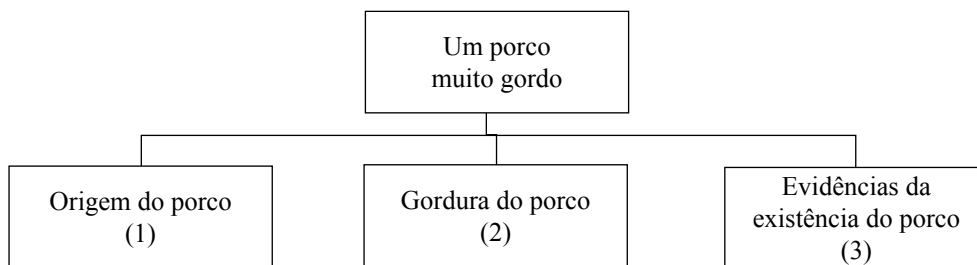 Um porco
muito gordo
Origem do porco
(1)
Gordura do porco
(2)
Evidências da
existência do porco
(3)